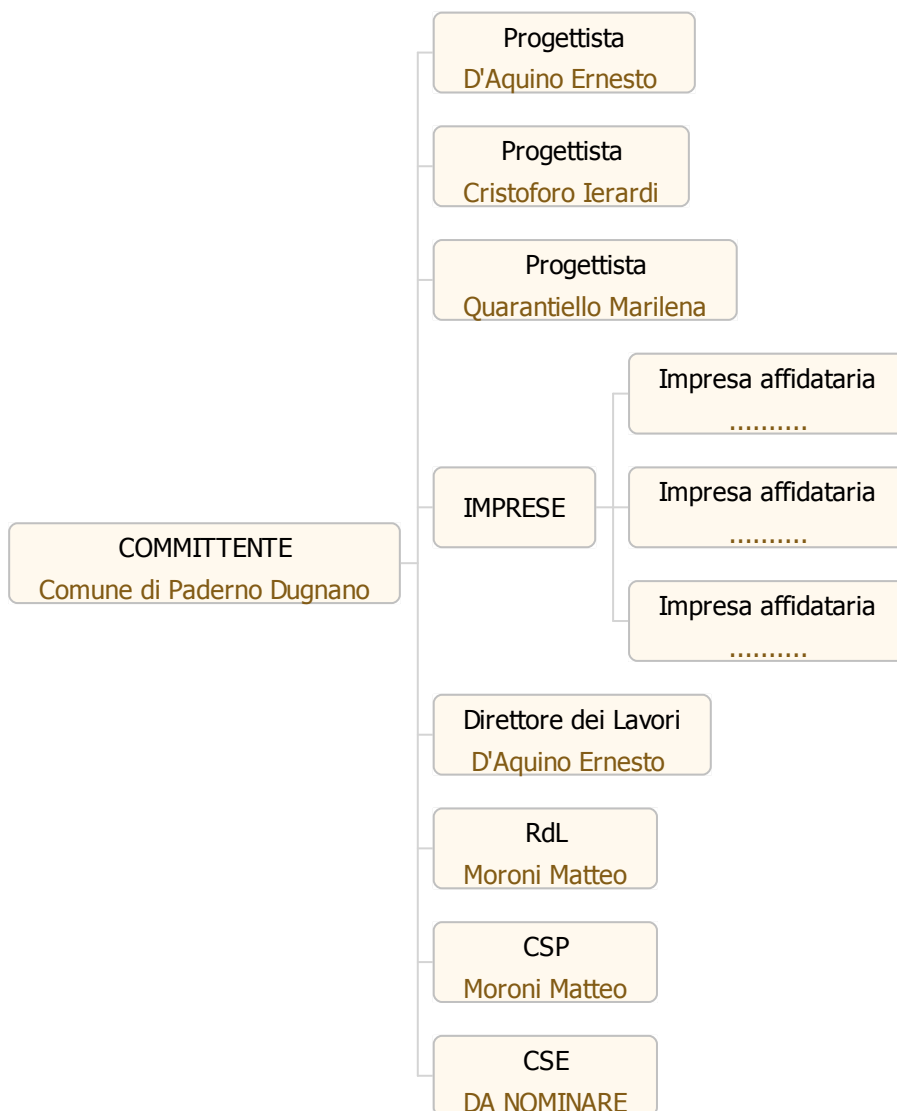 Progettista
D'Aquino Ernesto
Progettista
Cristoforo Ierardi
Progettista
Quarantiello Marilena
Impresa affidataria
..........
IMPRESE
Impresa affidataria
..........
COMMITTENTE
Comune di Paderno Dugnano
Impresa affidataria
..........
Direttore dei Lavori
D'Aquino Ernesto
RdL
Moroni Matteo
CSP
Moroni Matteo
CSE
DA NOMINARE